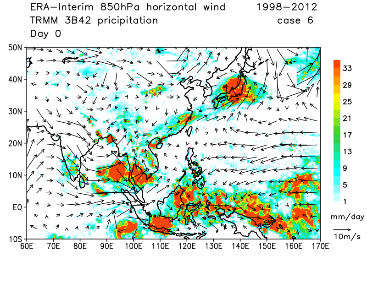 ERA-Interim 850hPa horizontal wind 1998-2012
TRMM 3B42 precipitation case 6
Day 0
50N
40N
30N
20N
10N
EQ
10S
60E 70E 80E 90E 100E 110E 120E 130E 140E 150E 160E 170E
33
29
25
21
17
13
9
5
1
mm/day
10m/s